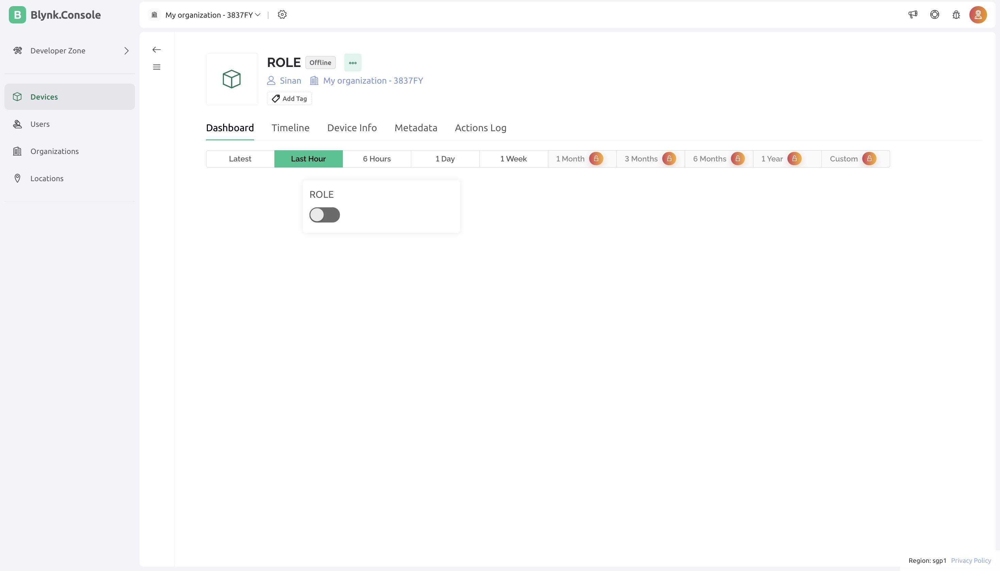 B Blynk.Console
My organization - 3837FY |
Developer Zone
Devices
Users
Organizations
Locations
ROLE Offline
Sinan My organization - 3837FY
Add Tag
Dashboard Timeline Device Info Metadata Actions Log
Latest Last Hour 6 Hours 1 Day 1 Week 1 Month 3 Months 6 Months 1 Year Custom
ROLE
Region: sgp1 Privacy Policy